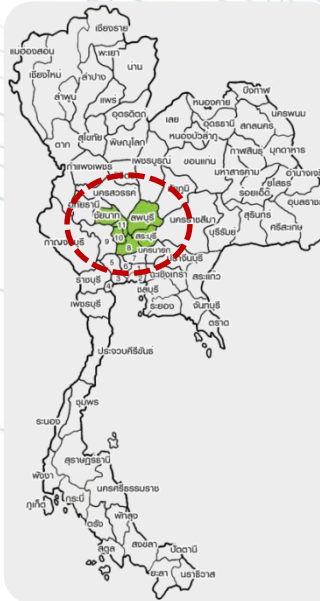 เชียงราย
แม่ฮ่องสอน
พะเยา
เชียงใหม่
ลำปาง
น่าน
ลำพูน
แพร่
อุตรดิตถ์
บึงกาฬ
หนองคาย
นครพนม
เลย
อุดรธานี
สกลนคร
หนองบัวลำภู
ตาก
สุโขทัย
พิษณุโลก
กำแพงเพชร
เพชรบูรณ์
ขอนแก่น
กาฬสินธุ์
มุกดาหาร
มหาสารคาม
ร้อยเอ็ด
ยโสธร
นครสวรรค์
อุทัยธานี
ชัยนาท
ลพบุรี
นครราชสีมา
บุรีรัมย์
สุรินทร์
ศรีสะเกษ
สระบุรี
11
10
9
8
7
6
5
4
3
กาญจนบุรี
นครนายก
ปราจีนบุรี
ฉะเชิงเทรา
สระแก้ว
ราชบุรี
ชลบุรี
เพชรบุรี
ระยอง
จันทบุรี
ตราด
ประจวบคีรีขันธ์
ชุมพร
ระนอง
สุราษฎร์ธานี
พังงา
นครศรีธรรมราช
ภูเก็ต
กระบี่
ตรัง
พัทลุง
สตูล
สงขลา
ปัตตานี
ยะลา
นราธิวาส